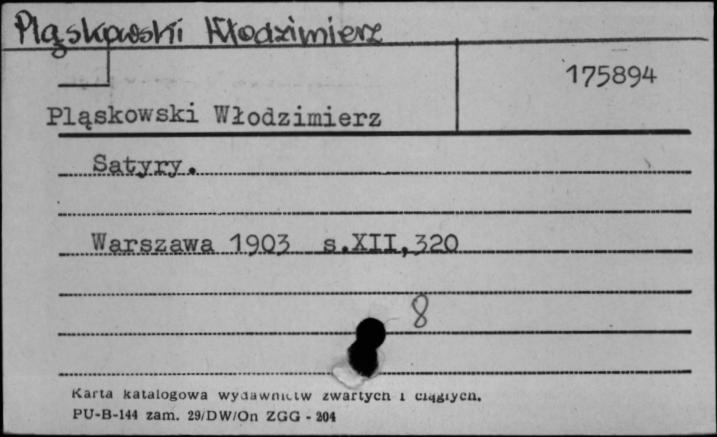 Pląskowski Włodzimierz
175894
Pląskowski Włodzimierz
Satyry.
Warszawa 1903 s.XII,320
8
Karta katalogowa wydawnictw zwartych i ciągłych.
PU-B-144 zam. 29/DW/On ZGG - 204